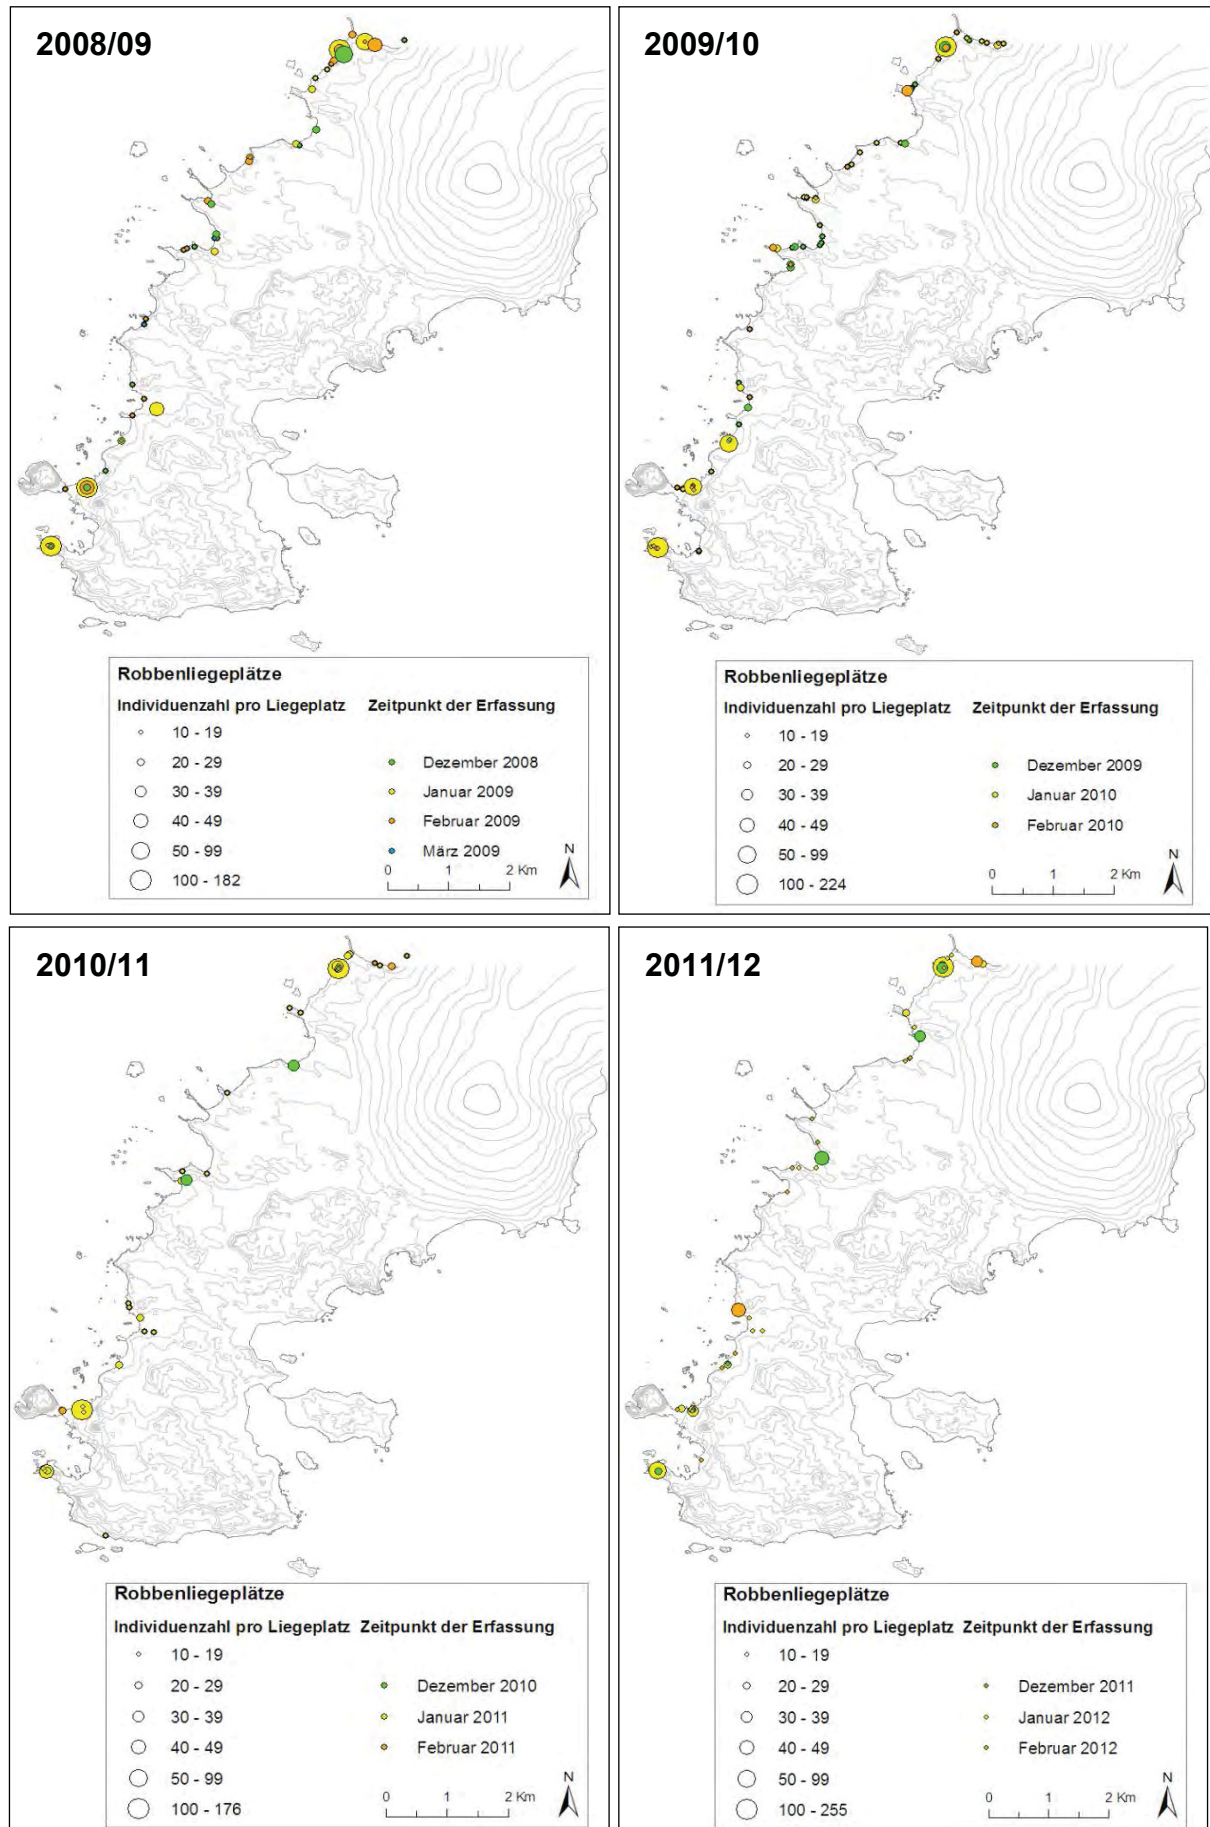 2008/09
Robbenliegeplätze
Individuenzahl pro Liegeplatz Zeitpunkt der Erfassung
10 - 19
20 - 29 Dezember 2008
30 - 39 Januar 2009
40 - 49 Februar 2009
50 - 99 März 2009
100 - 182
0 1 2 Km
N
2009/10
Robbenliegeplätze
Individuenzahl pro Liegeplatz Zeitpunkt der Erfassung
10 - 19
20 - 29 Dezember 2009
30 - 39 Januar 2010
40 - 49 Februar 2010
50 - 99
100 - 224
0 1 2 Km
N
2010/11
Robbenliegeplätze
Individuenzahl pro Liegeplatz Zeitpunkt der Erfassung
10 - 19
20 - 29 Dezember 2010
30 - 39 Januar 2011
40 - 49 Februar 2011
50 - 99
100 - 176
0 1 2 Km
N
2011/12
Robbenliegeplätze
Individuenzahl pro Liegeplatz Zeitpunkt der Erfassung
10 - 19
20 - 29 Dezember 2011
30 - 39 Januar 2012
40 - 49 Februar 2012
50 - 99
100 - 255
0 1 2 Km
N